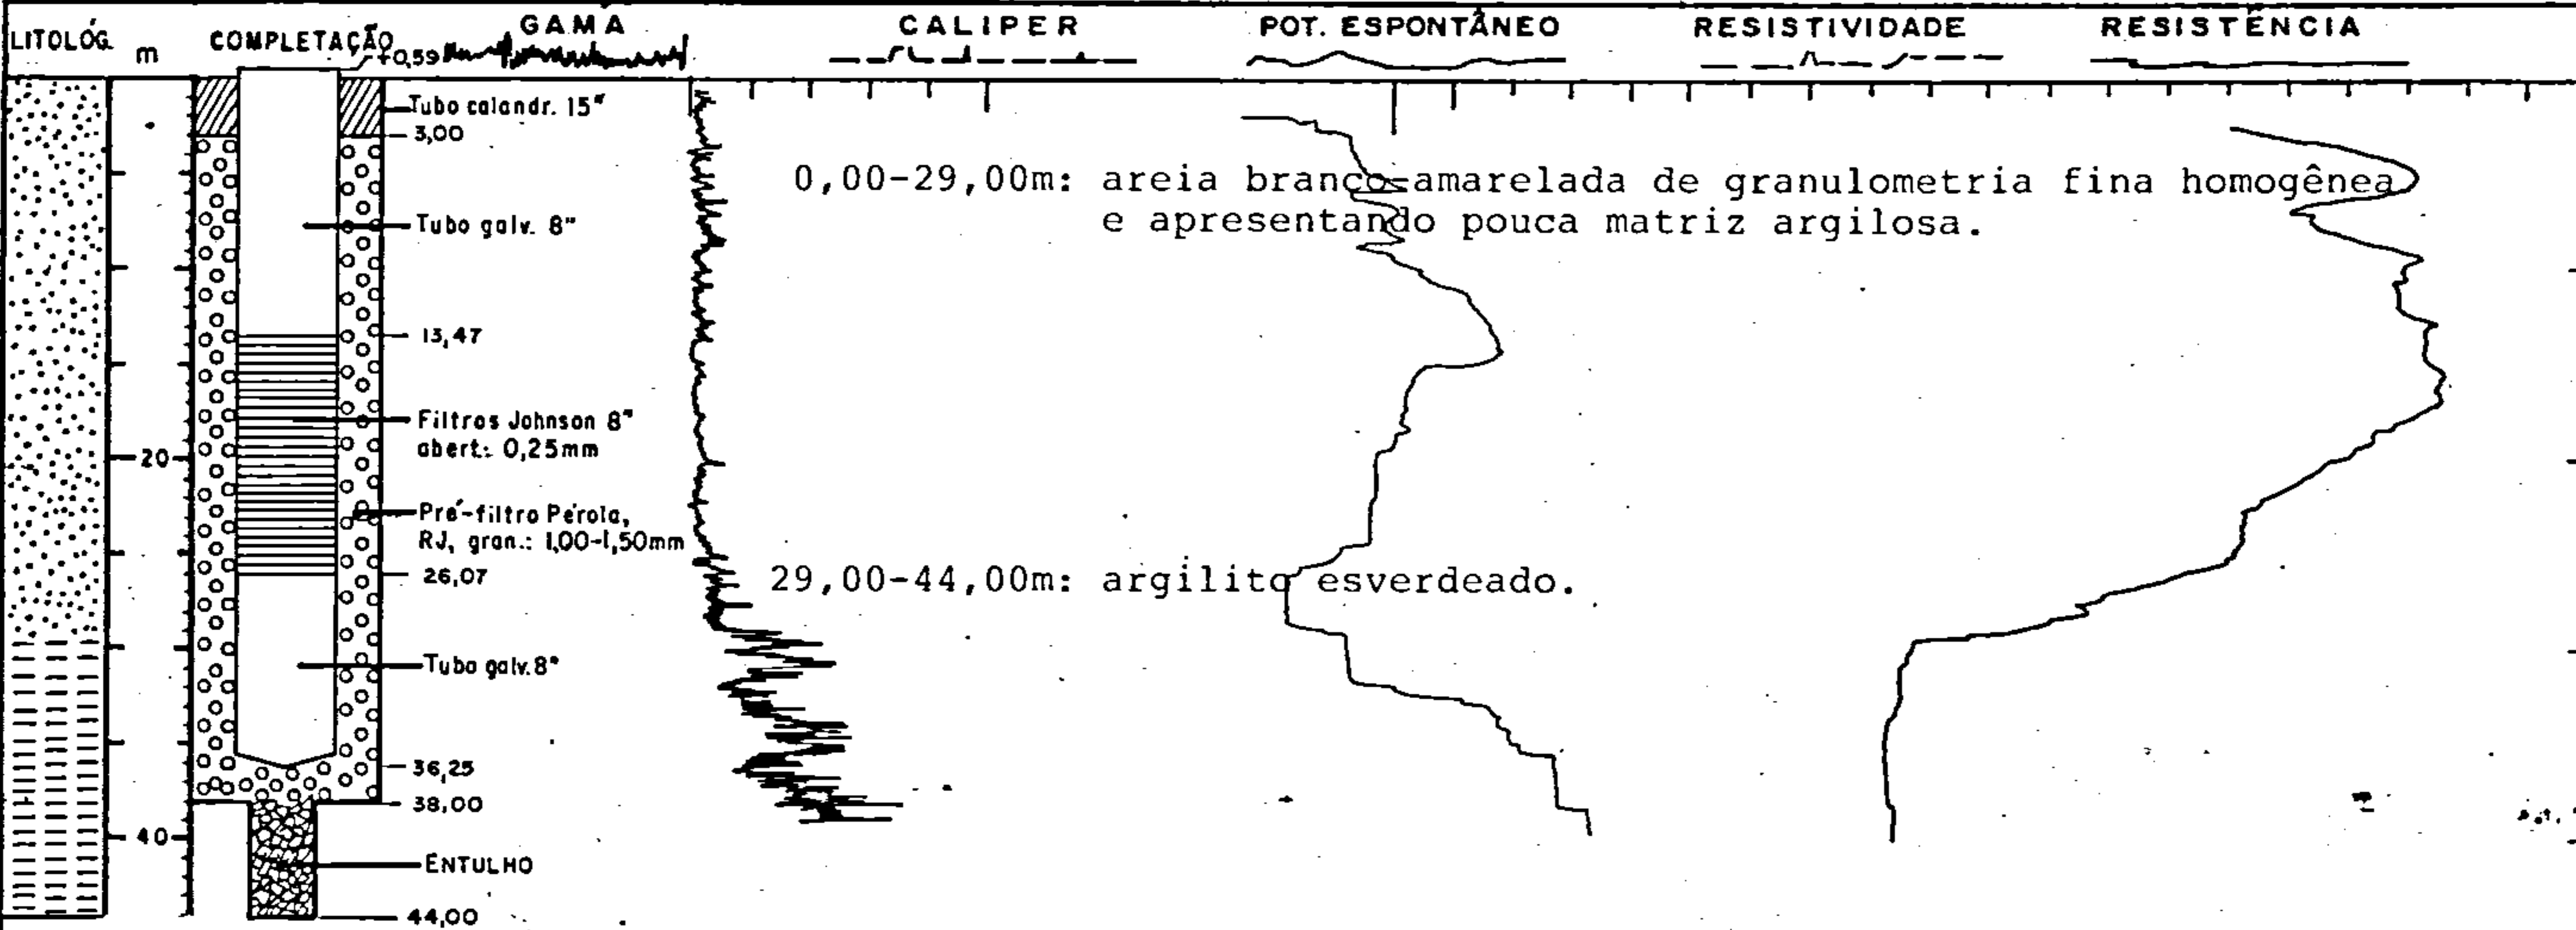 LITOLÓG. m COMPLETAÇÃO GAMA CALIPER POT. ESPONTÂNEO RESISTIVIDADE RESISTÊNCIA
+0,59
Tubo calandr. 15"
3,00
0,00-29,00m: areia branco-amarelada de granulometria fina homogênea
e apresentando pouca matriz argilosa.
Tubo galv. 8"
13,47
Filtros Johnson 8"
abert.: 0,25mm
20
Pré-filtro Pérola,
RJ, gran.: 1,00-1,50mm
26,07
29,00-44,00m: argilito esverdeado.
Tubo galv. 8"
36,25
38,00
40
ENTULHO
44,00